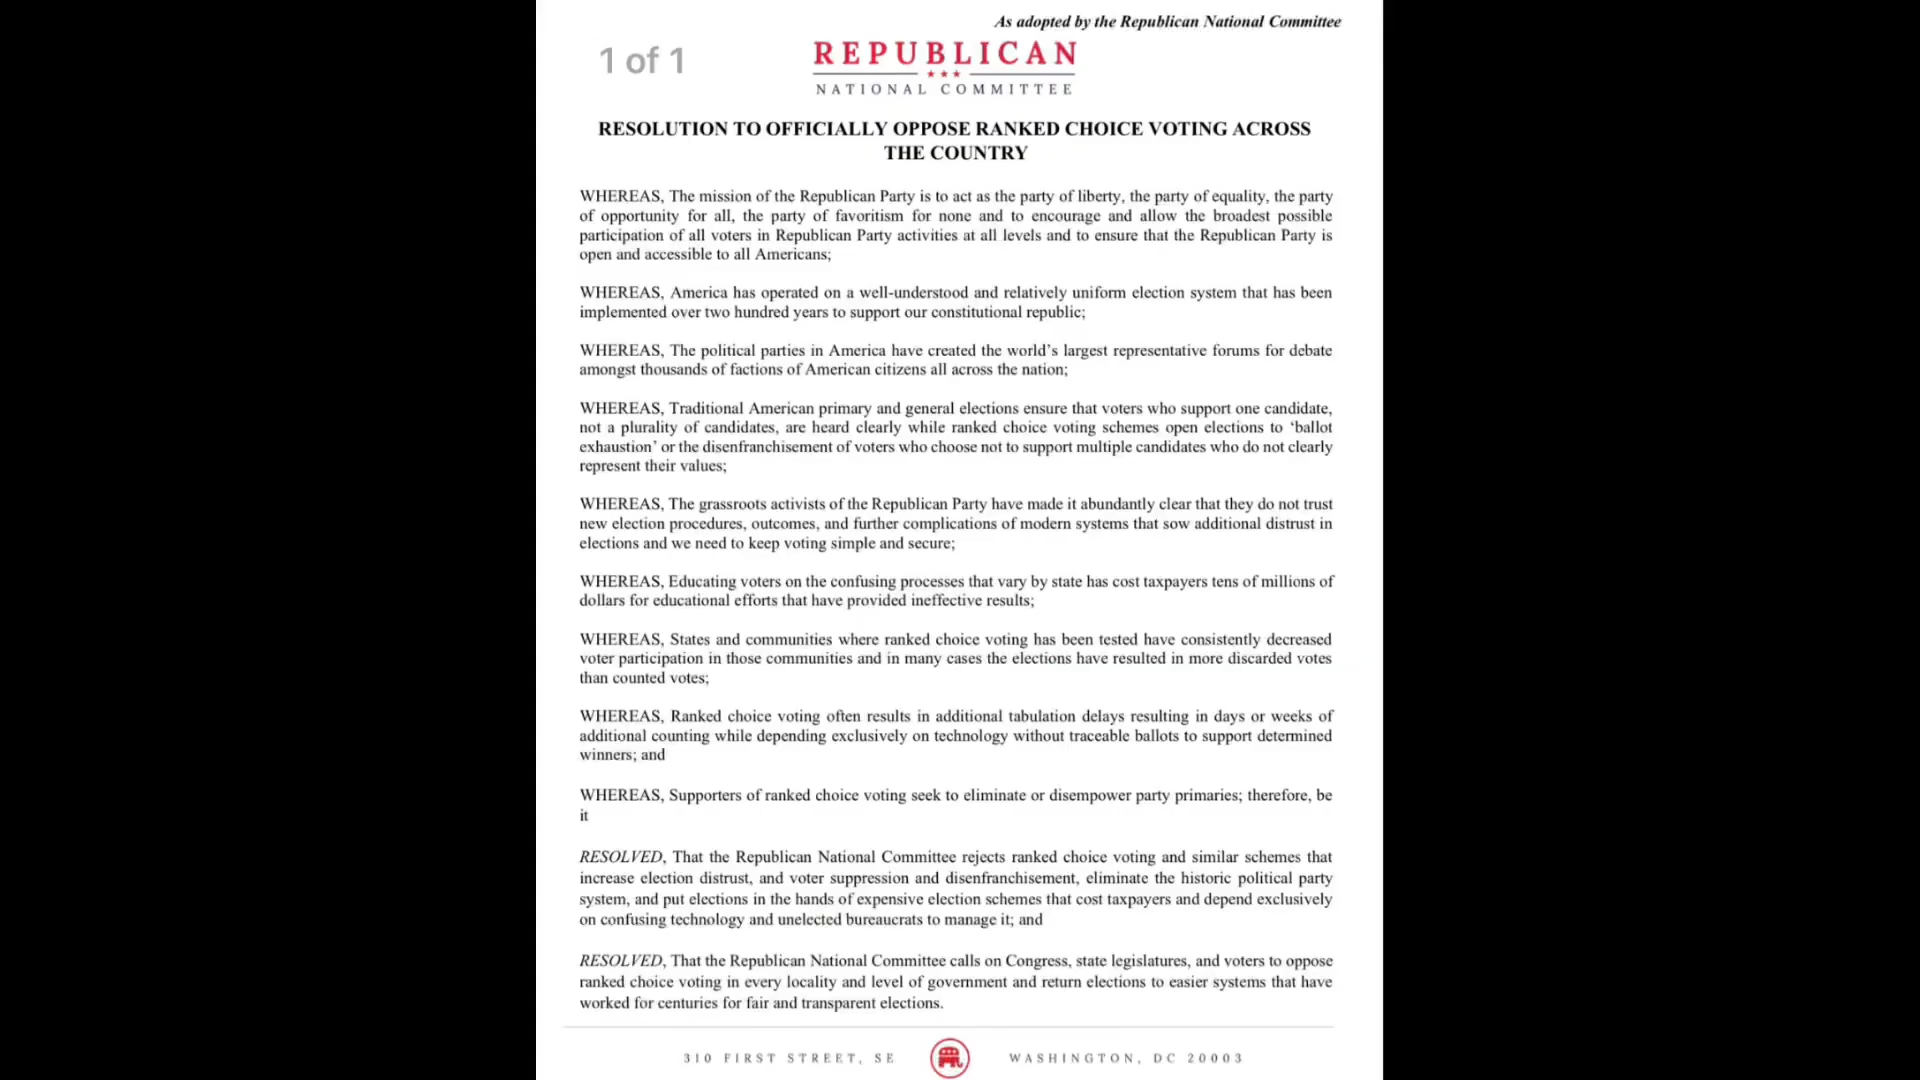 As adopted by the Republican National Committee
1 of 1
REPUBLICAN
NATIONAL COMMITTEE
RESOLUTION TO OFFICIALLY OPPOSE RANKED CHOICE VOTING ACROSS
THE COUNTRY
WHEREAS, The mission of the Republican Party is to act as the party of liberty, the party of equality, the party
of opportunity for all, the party of favoritism for none and to encourage and allow the broadest possible
participation of all voters in Republican Party activities at all levels and to ensure that the Republican Party is
open and accessible to all Americans;
WHEREAS, America has operated on a well-understood and relatively uniform election system that has been
implemented over two hundred years to support our constitutional republic;
WHEREAS, The political parties in America have created the world's largest representative forums for debate
amongst thousands of factions of American citizens all across the nation;
WHEREAS, Traditional American primary and general elections ensure that voters who support one candidate,
not a plurality of candidates, are heard clearly while ranked choice voting schemes open elections to ‘ballot
exhaustion’ or the disenfranchisement of voters who choose not to support multiple candidates who do not clearly
represent their values;
WHEREAS, The grassroots activists of the Republican Party have made it abundantly clear that they do not trust
new election procedures, outcomes, and further complications of modern systems that sow additional distrust in
elections and we need to keep voting simple and secure;
WHEREAS, Educating voters on the confusing processes that vary by state has cost taxpayers tens of millions of
dollars for educational efforts that have provided ineffective results;
WHEREAS, States and communities where ranked choice voting has been tested have consistently decreased
voter participation in those communities and in many cases the elections have resulted in more discarded votes
than counted votes;
WHEREAS, Ranked choice voting often results in additional tabulation delays resulting in days or weeks of
additional counting while depending exclusively on technology without traceable ballots to support determined
winners; and
WHEREAS, Supporters of ranked choice voting seek to eliminate or disempower party primaries; therefore, be
it
RESOLVED, That the Republican National Committee rejects ranked choice voting and similar schemes that
increase election distrust, and voter suppression and disenfranchisement, eliminate the historic political party
system, and put elections in the hands of expensive election schemes that cost taxpayers and depend exclusively
on confusing technology and unelected bureaucrats to manage it; and
RESOLVED, That the Republican National Committee calls on Congress, state legislatures, and voters to oppose
ranked choice voting in every locality and level of government and return elections to easier systems that have
worked for centuries for fair and transparent elections.
310 FIRST STREET, SE WASHINGTON, DC 20003